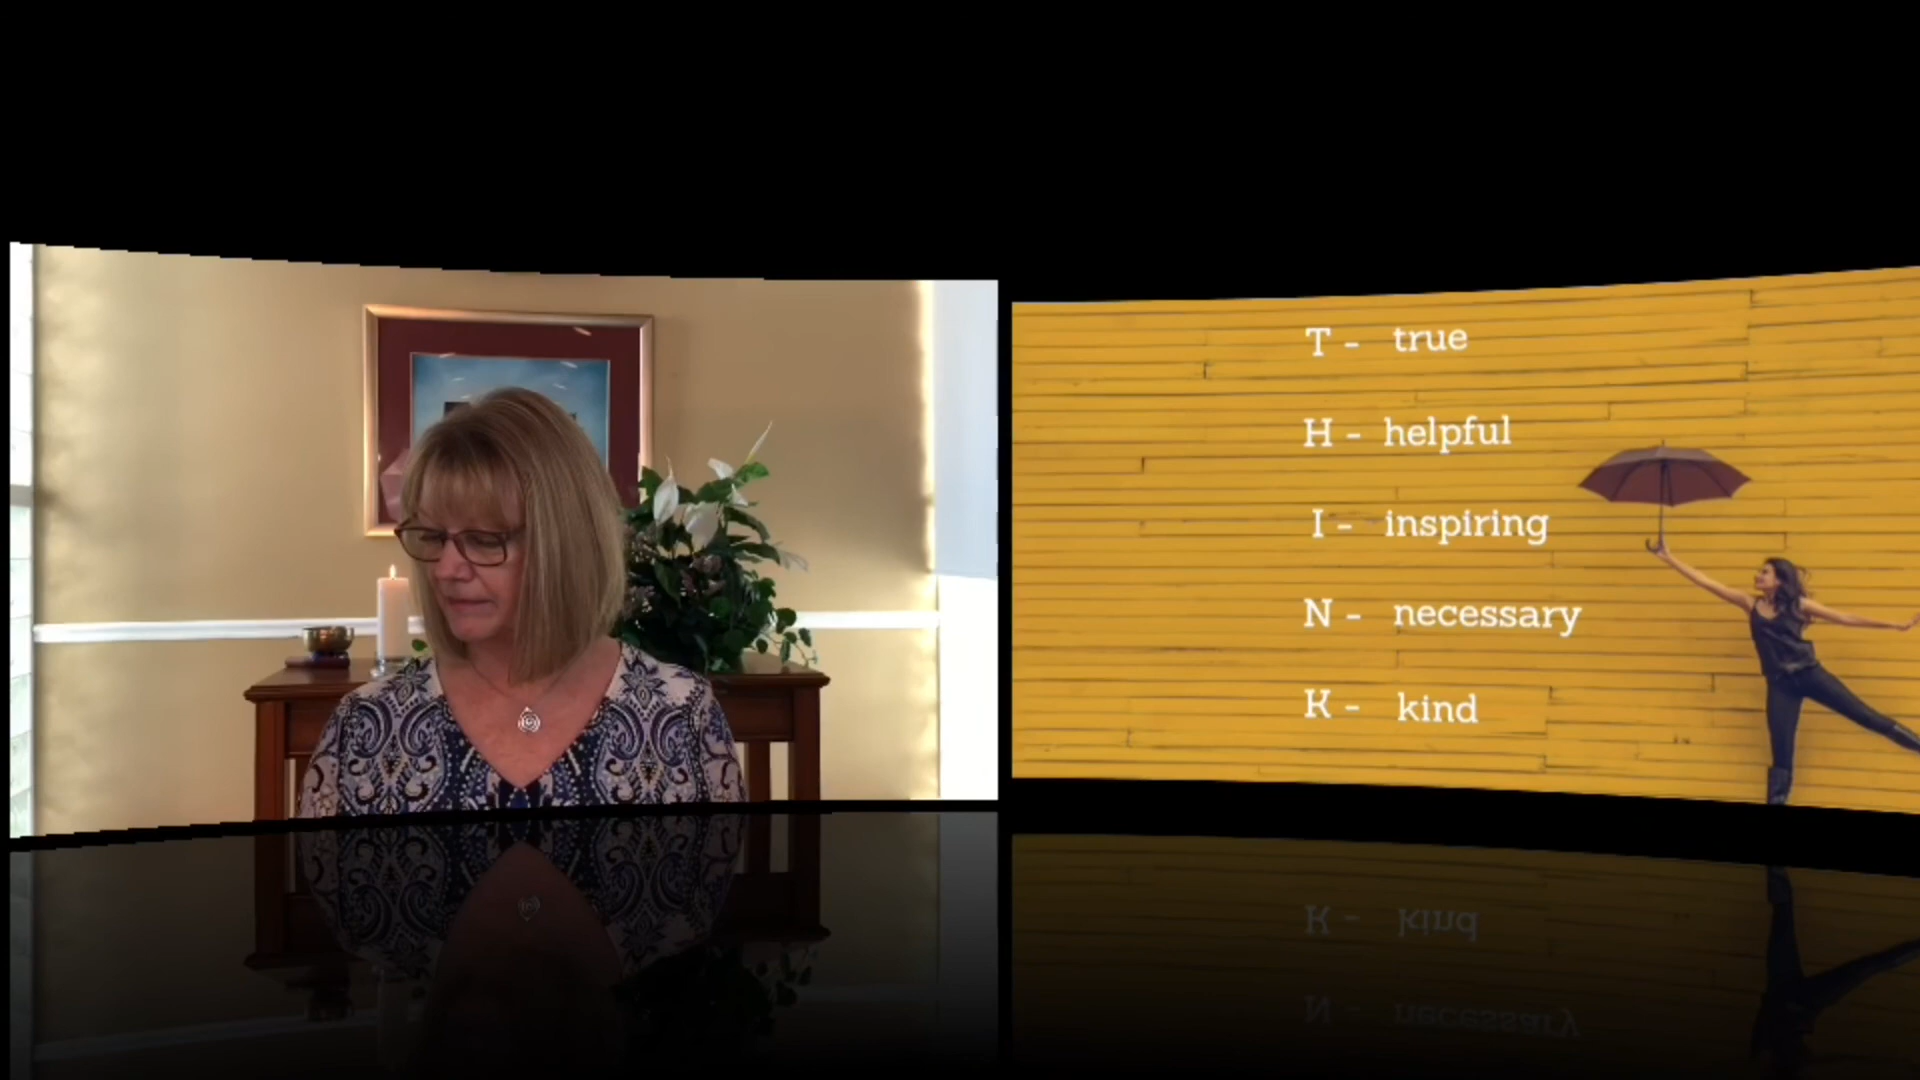 T - true
H - helpful
I - inspiring
N - necessary
K - kind